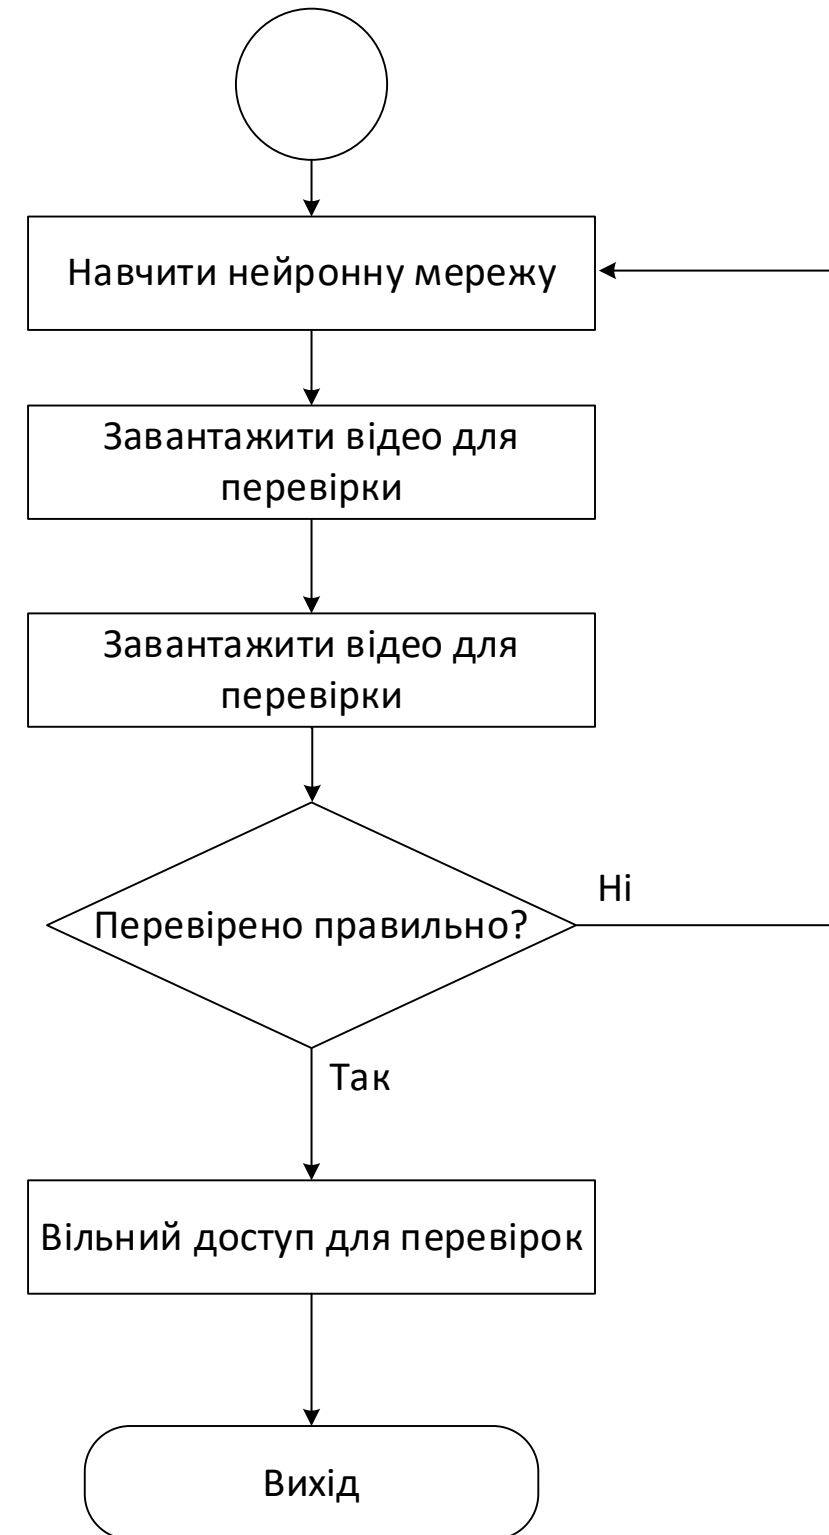 Навчити нейронну мережу
Завантажити відео для
перевірки
Завантажити відео для
перевірки
Ні
Перевірено правильно?
Так
Вільний доступ для перевірок
Вихід